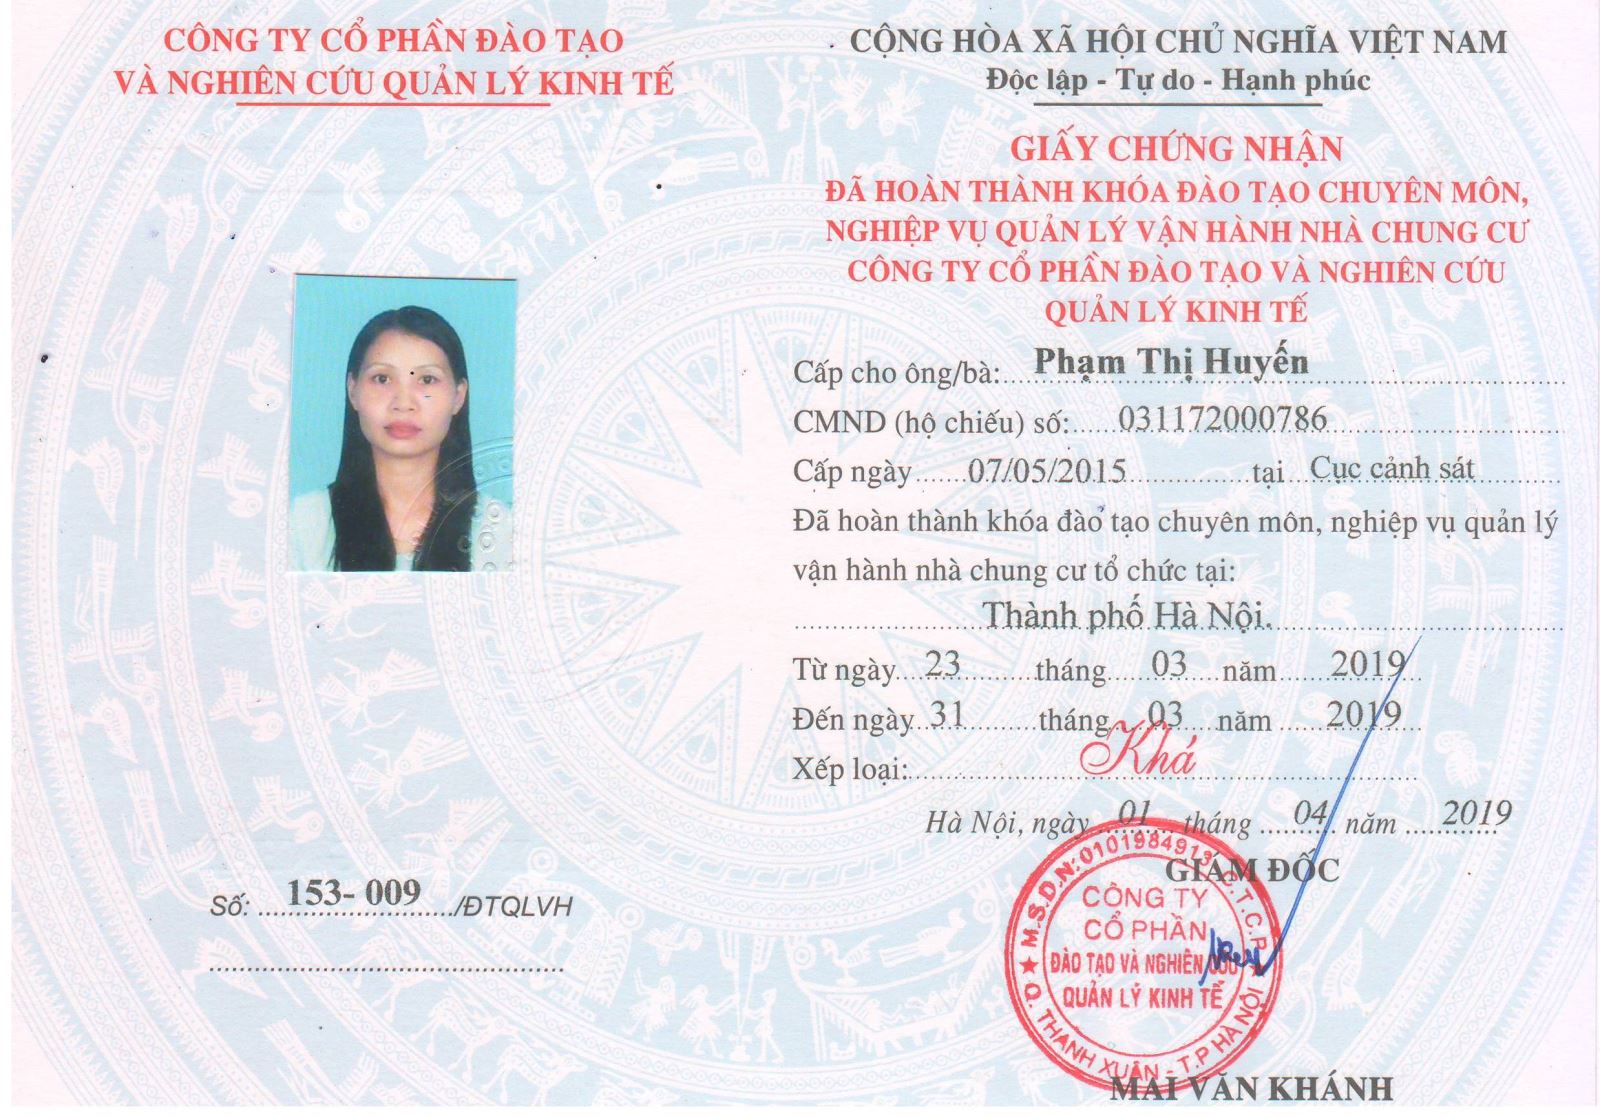 CÔNG TY CỔ PHẦN ĐÀO TẠO
VÀ NGHIÊN CỨU QUẢN LÝ KINH TẾ
CỘNG HÒA XÃ HỘI CHỦ NGHĨA VIỆT NAM
Độc lập - Tự do - Hạnh phúc
GIẤY CHỨNG NHẬN
ĐÃ HOÀN THÀNH KHÓA ĐÀO TẠO CHUYÊN MÔN,
NGHIỆP VỤ QUẢN LÝ VẬN HÀNH NHÀ CHUNG CƯ
CÔNG TY CỔ PHẦN ĐÀO TẠO VÀ NGHIÊN CỨU
QUẢN LÝ KINH TẾ
Cấp cho ông/bà: Phạm Thị Huyến
CMND (hộ chiếu) số: 031172000786
Cấp ngày 07/05/2015 tại Cục cảnh sát
Đã hoàn thành khóa đào tạo chuyên môn, nghiệp vụ quản lý
vận hành nhà chung cư tổ chức tại:
Thành phố Hà Nội.
Từ ngày 23 tháng 03 năm 2019
Đến ngày 31 tháng 03 năm 2019
Xếp loại: Khá
Hà Nội, ngày 01 tháng 04 năm 2019
GIÁM ĐỐC
M.S.D.N: 0101984913 C.T.C.P
CÔNG TY
CỔ PHẦN
ĐÀO TẠO VÀ NGHIÊN CỨU
QUẢN LÝ KINH TẾ
Q. THANH XUÂN - T.P HÀ NỘI
MAI VĂN KHÁNH
Số: 153- 009 /ĐTQLVH